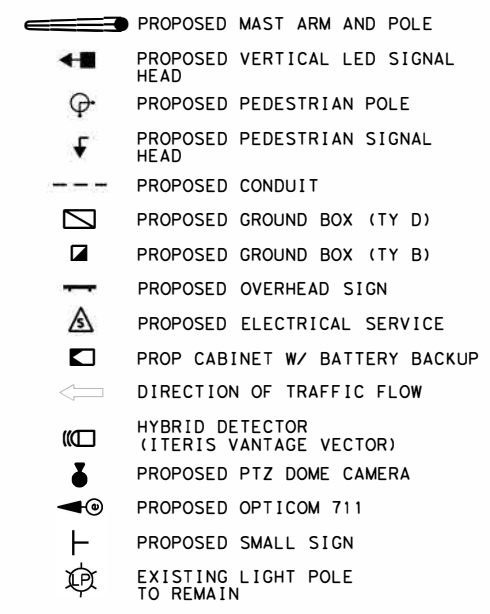 PROPOSED MAST ARM AND POLE
PROPOSED VERTICAL LED SIGNAL
HEAD
PROPOSED PEDESTRIAN POLE
PROPOSED PEDESTRIAN SIGNAL
HEAD
PROPOSED CONDUIT
PROPOSED GROUND BOX (TY D)
PROPOSED GROUND BOX (TY B)
PROPOSED OVERHEAD SIGN
S PROPOSED ELECTRICAL SERVICE
PROP CABINET W/ BATTERY BACKUP
DIRECTION OF TRAFFIC FLOW
HYBRID DETECTOR
(ITERIS VANTAGE VECTOR)
PROPOSED PTZ DOME CAMERA
e PROPOSED OPTICOM 711
PROPOSED SMALL SIGN
LP EXISTING LIGHT POLE
TO REMAIN